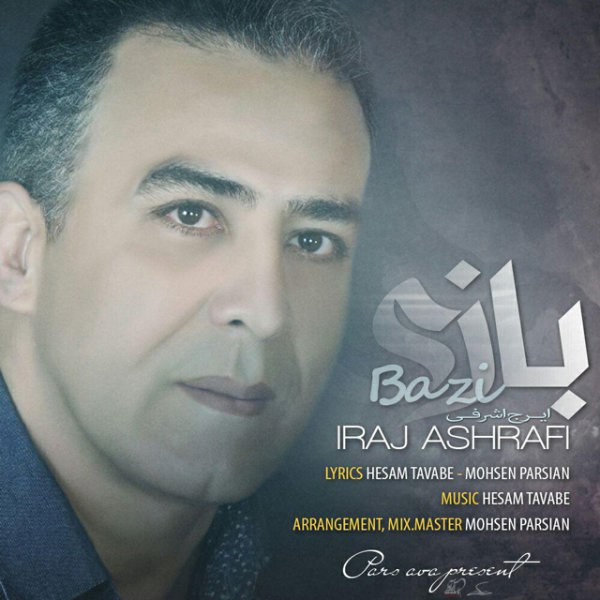 بازی
Bazi
ایرج اشرفی
IRAJ ASHRAFI
LYRICS HESAM TAVABE - MOHSEN PARSIAN
MUSIC HESAM TAVABE
ARRANGEMENT, MIX.MASTER MOHSEN PARSIAN
Pars ava present